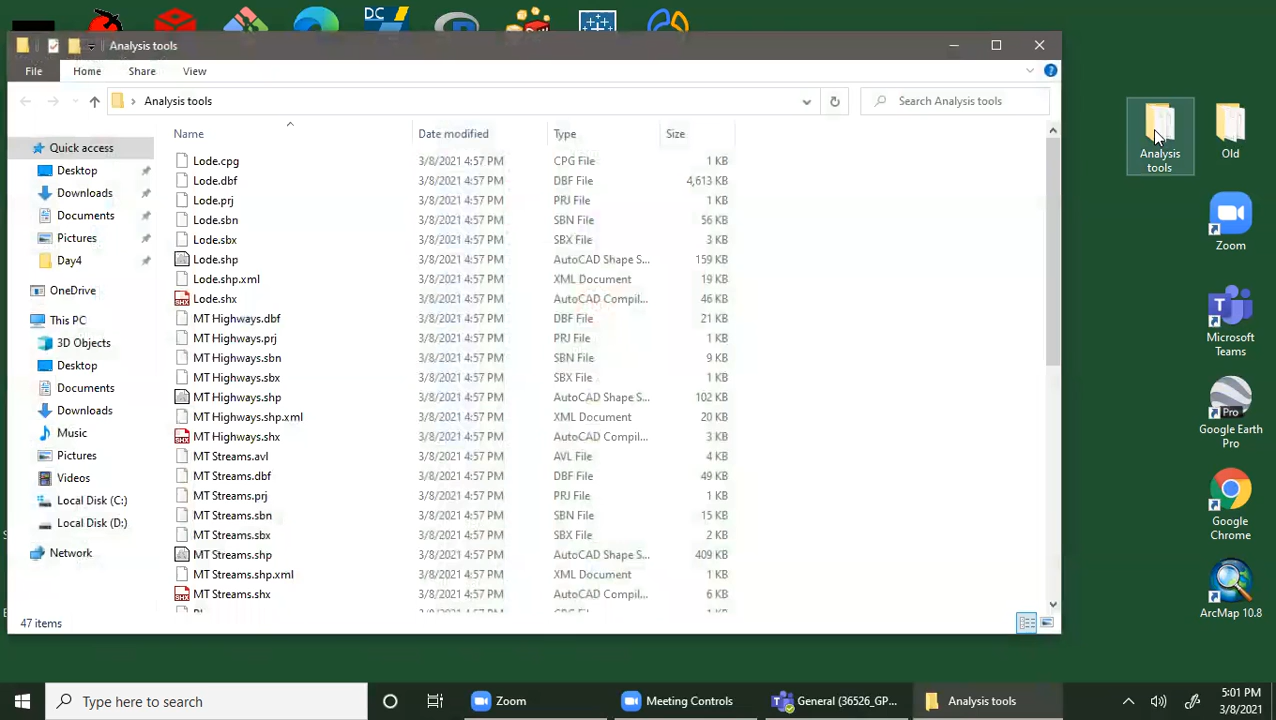 DC
Analysis tools
File Home Share View
Analysis tools
Search Analysis tools
Name Date modified Type Size
Quick access
Desktop
Downloads
Documents
Pictures
Day4
OneDrive
This PC
3D Objects
Desktop
Documents
Downloads
Music
Pictures
Videos
Local Disk (C:)
Local Disk (D:)
Network
Lode.cpg 3/8/2021 4:57 PM CPG File 1 KB
Lode.dbf 3/8/2021 4:57 PM DBF File 4,613 KB
Lode.prj 3/8/2021 4:57 PM PRJ File 1 KB
Lode.sbn 3/8/2021 4:57 PM SBN File 56 KB
Lode.sbx 3/8/2021 4:57 PM SBX File 3 KB
Lode.shp 3/8/2021 4:57 PM AutoCAD Shape S... 159 KB
Lode.shp.xml 3/8/2021 4:57 PM XML Document 19 KB
Lode.shx 3/8/2021 4:57 PM AutoCAD Compil... 46 KB
MT Highways.dbf 3/8/2021 4:57 PM DBF File 21 KB
MT Highways.prj 3/8/2021 4:57 PM PRJ File 1 KB
MT Highways.sbn 3/8/2021 4:57 PM SBN File 9 KB
MT Highways.sbx 3/8/2021 4:57 PM SBX File 1 KB
MT Highways.shp 3/8/2021 4:57 PM AutoCAD Shape S... 102 KB
MT Highways.shp.xml 3/8/2021 4:57 PM XML Document 20 KB
MT Highways.shx 3/8/2021 4:57 PM AutoCAD Compil... 3 KB
MT Streams.avl 3/8/2021 4:57 PM AVL File 4 KB
MT Streams.dbf 3/8/2021 4:57 PM DBF File 49 KB
MT Streams.prj 3/8/2021 4:57 PM PRJ File 1 KB
MT Streams.sbn 3/8/2021 4:57 PM SBN File 15 KB
MT Streams.sbx 3/8/2021 4:57 PM SBX File 2 KB
MT Streams.shp 3/8/2021 4:57 PM AutoCAD Shape S... 409 KB
MT Streams.shp.xml 3/8/2021 4:57 PM XML Document 1 KB
MT Streams.shx 3/8/2021 4:57 PM AutoCAD Compil... 6 KB
47 items
Analysis
tools
Old
Zoom
Microsoft
Teams
Pro
Google Earth
Pro
Google
Chrome
ArcMap 10.8
Type here to search
Zoom
Meeting Controls
General (36526_GP...
Analysis tools
5:01 PM
3/8/2021